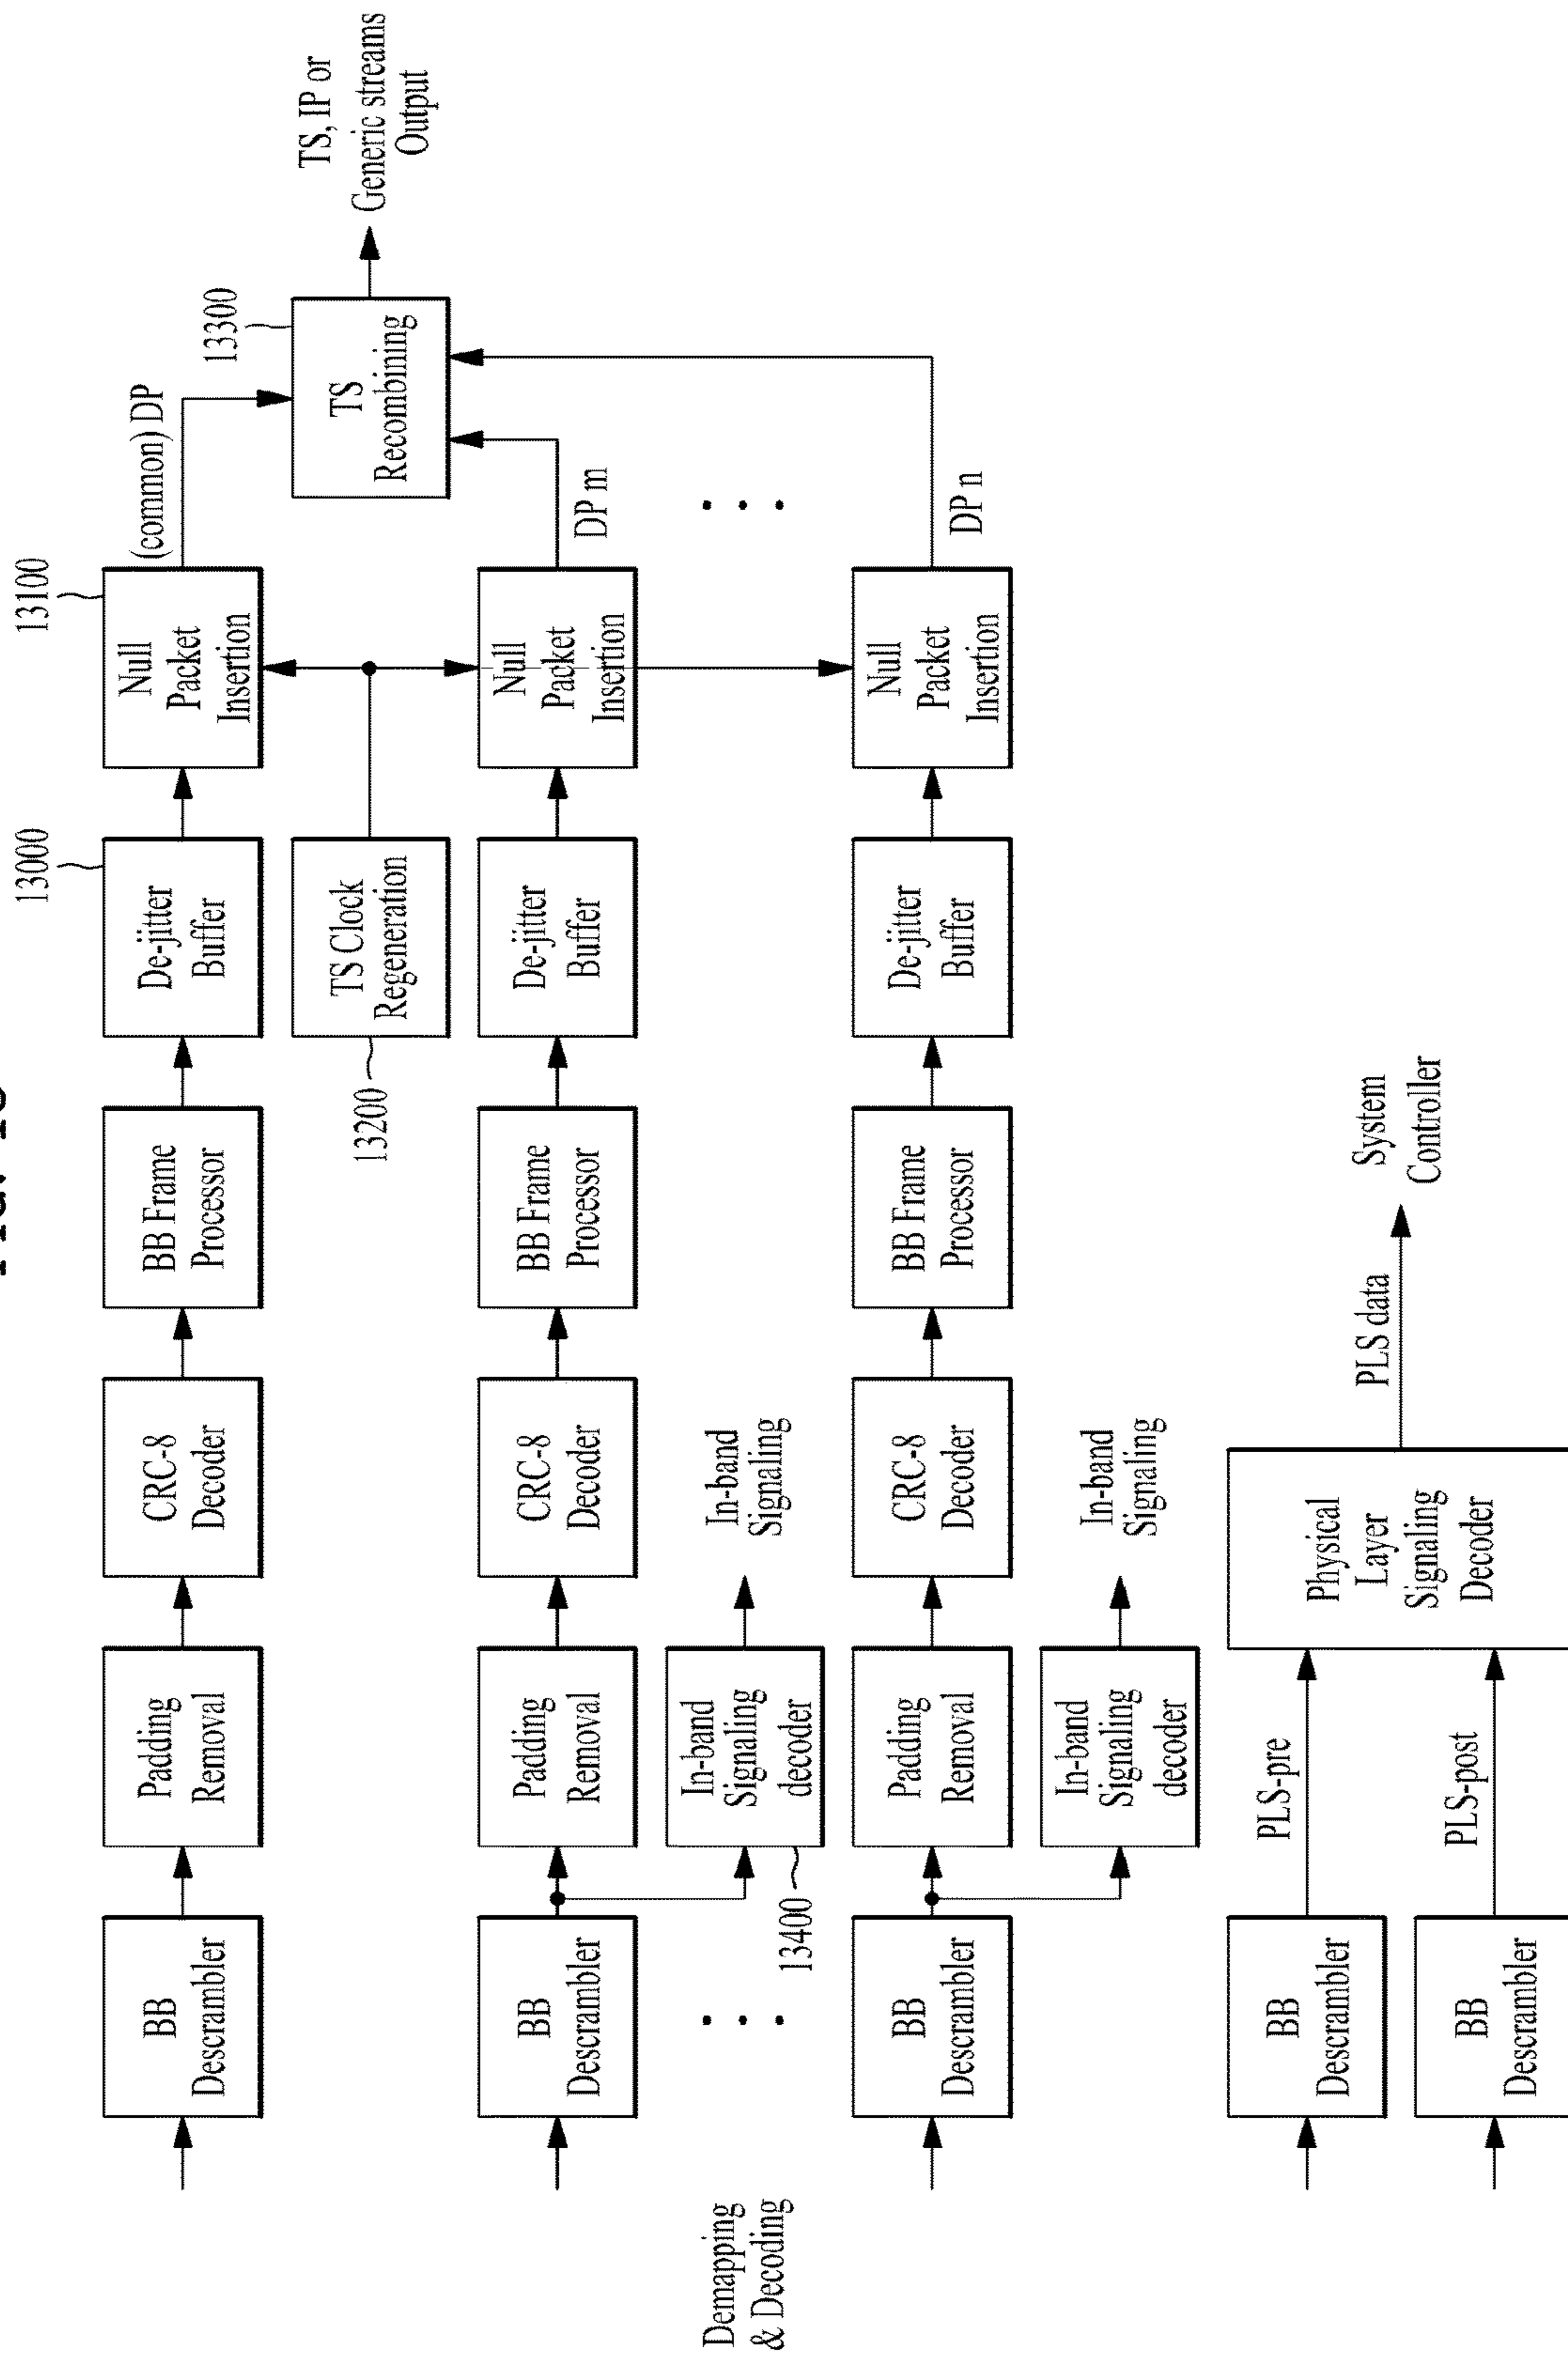 13000
13100
BB
Descrambler
Padding
Removal
CRC-8
Decoder
BB Frame
Processor
De-jitter
Buffer
Null
Packet
Insertion
(common) DP
13200
TS Clock
Regeneration
13300
TS
Recombining
TS, IP or
Generic streams
Output
BB
Descrambler
Padding
Removal
CRC-8
Decoder
BB Frame
Processor
De-jitter
Buffer
Null
Packet
Insertion
DP m
Demapping
& Decoding
13400
In-band
Signaling
decoder
In-band
Signaling
BB
Descrambler
Padding
Removal
CRC-8
Decoder
BB Frame
Processor
De-jitter
Buffer
Null
Packet
Insertion
DP n
In-band
Signaling
decoder
In-band
Signaling
BB
Descrambler
PLS-pre
BB
Descrambler
PLS-post
Physical
Layer
Signaling
Decoder
PLS data
System
Controller